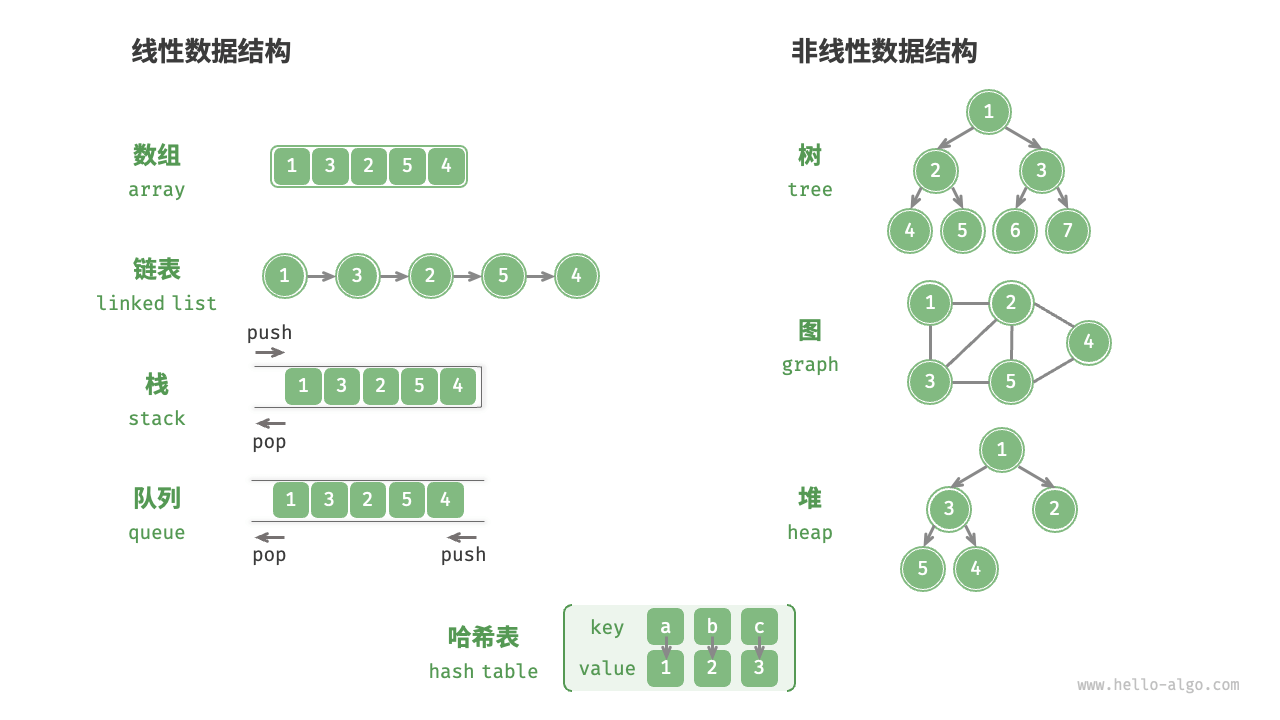 线性数据结构
数组
array
1 3 2 5 4
链表
linked list
1 3 2 5 4
push
栈
stack
1 3 2 5 4
pop
队列
queue
1 3 2 5 4
pop push
非线性数据结构
树
tree
1
2 3
4 5 6 7
图
graph
1 2
4
3 5
堆
heap
1
3 2
5 4
哈希表
hash table
key a b c
value 1 2 3
www.hello-algo.com